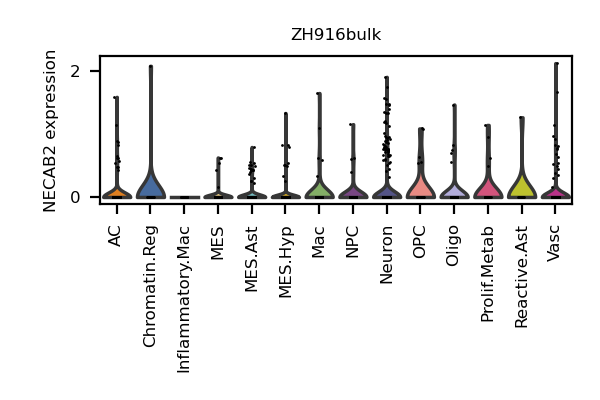 ZH916bulk
NECAB2 expression
2
0
AC
Chromatin.Reg
Inflammatory.Mac
MES
MES.Ast
MES.Hyp
Mac
NPC
Neuron
OPC
Oligo
Prolif.Metab
Reactive.Ast
Vasc